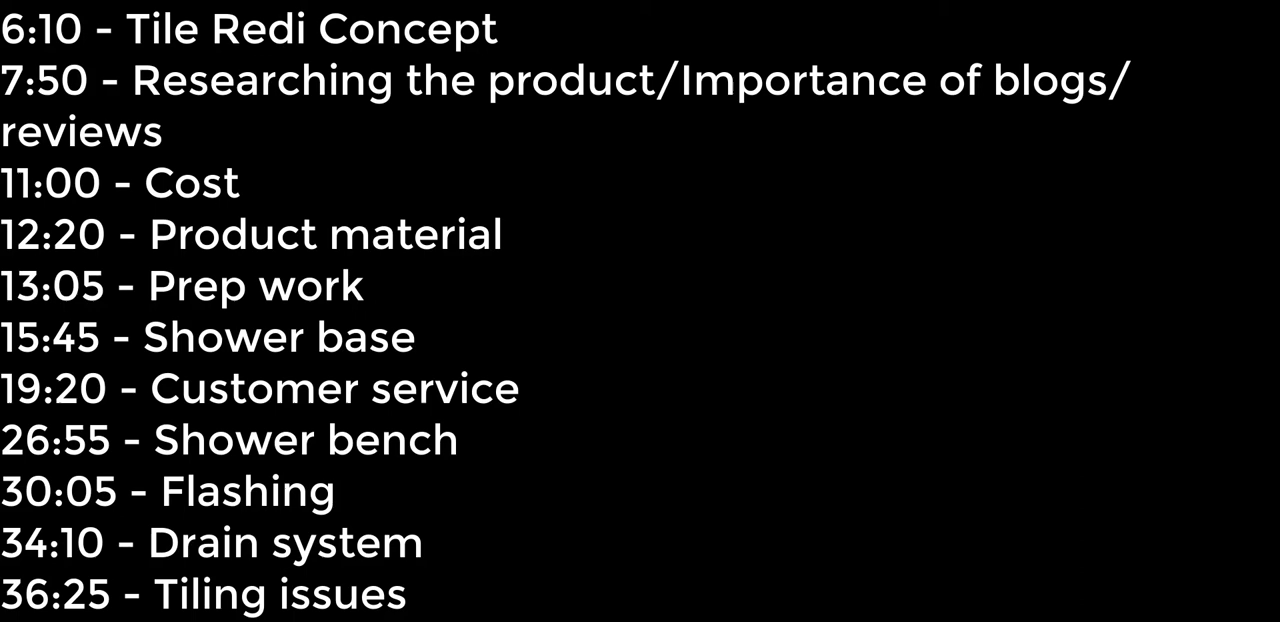 6:10 - Tile Redi Concept
7:50 - Researching the product/Importance of blogs/
reviews
11:00 - Cost
12:20 - Product material
13:05 - Prep work
15:45 - Shower base
19:20 - Customer service
26:55 - Shower bench
30:05 - Flashing
34:10 - Drain system
36:25 - Tiling issues